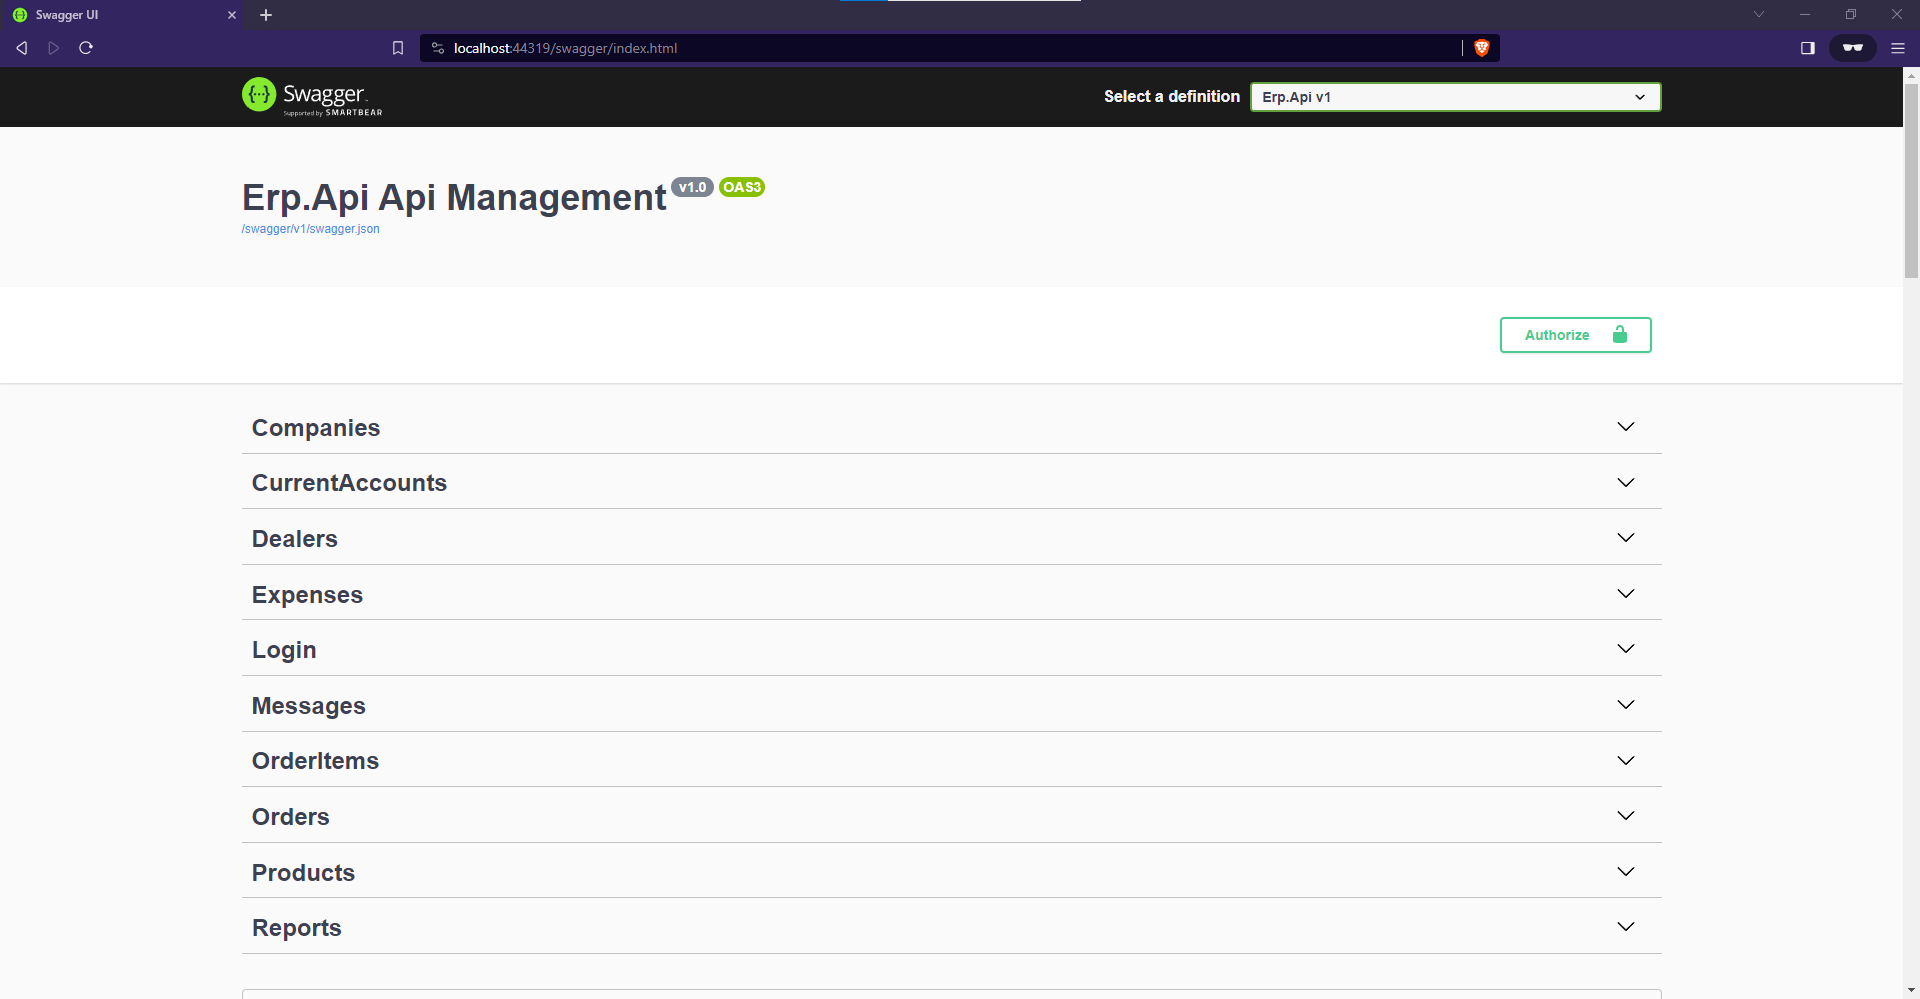 Swagger UI
localhost:44319/swagger/index.html
Swagger
Supported by SMARTBEAR
Select a definition
Erp.Api v1
Erp.Api Api Management v1.0 OAS3
/swagger/v1/swagger.json
Authorize
Companies
CurrentAccounts
Dealers
Expenses
Login
Messages
OrderItems
Orders
Products
Reports